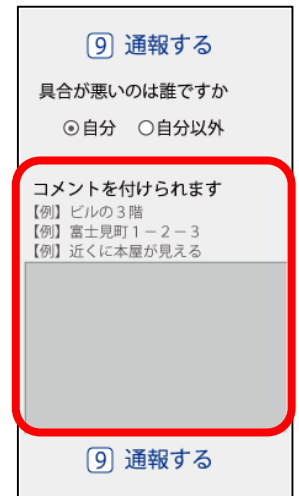 9 通報する
具合が悪いのは誰ですか
◉自分 ○自分以外
コメントを付けられます
【例】ビルの３階
【例】富士見町１－２－３
【例】近くに本屋が見える
9 通報する